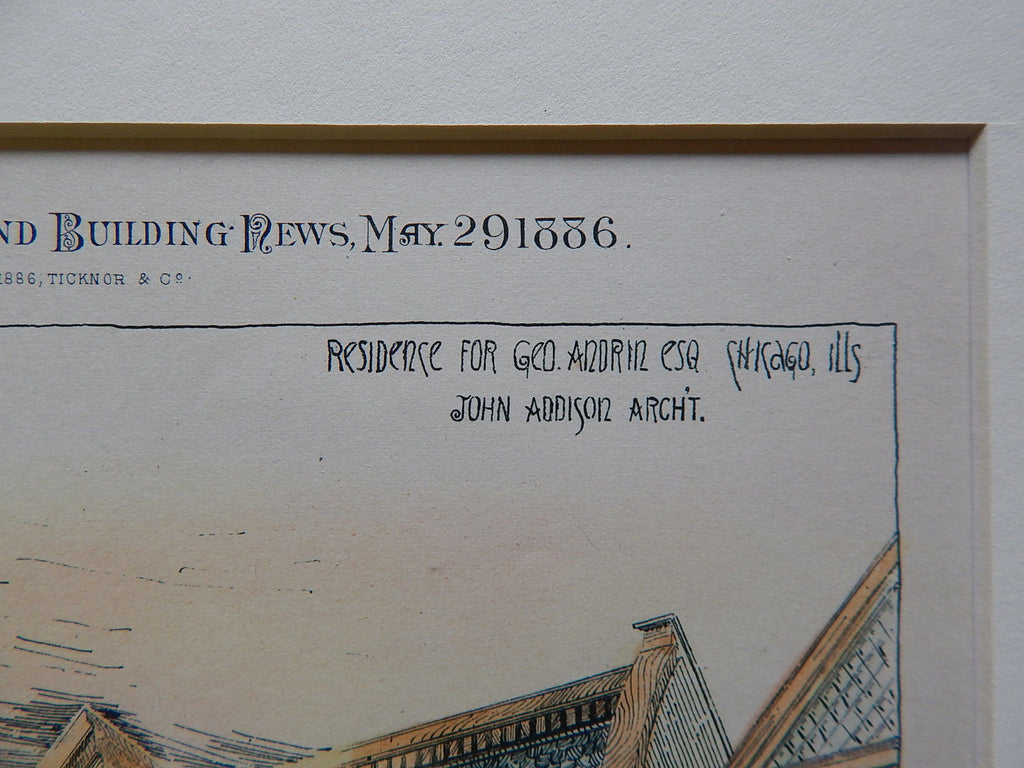 ND BUILDING NEWS, MAY. 29 1886.
1886, TICKNOR & Co.
RESIDENCE FOR GEO. ANDRIN ESQ CHICAGO, ILLS
JOHN ADDISON ARCH'T.